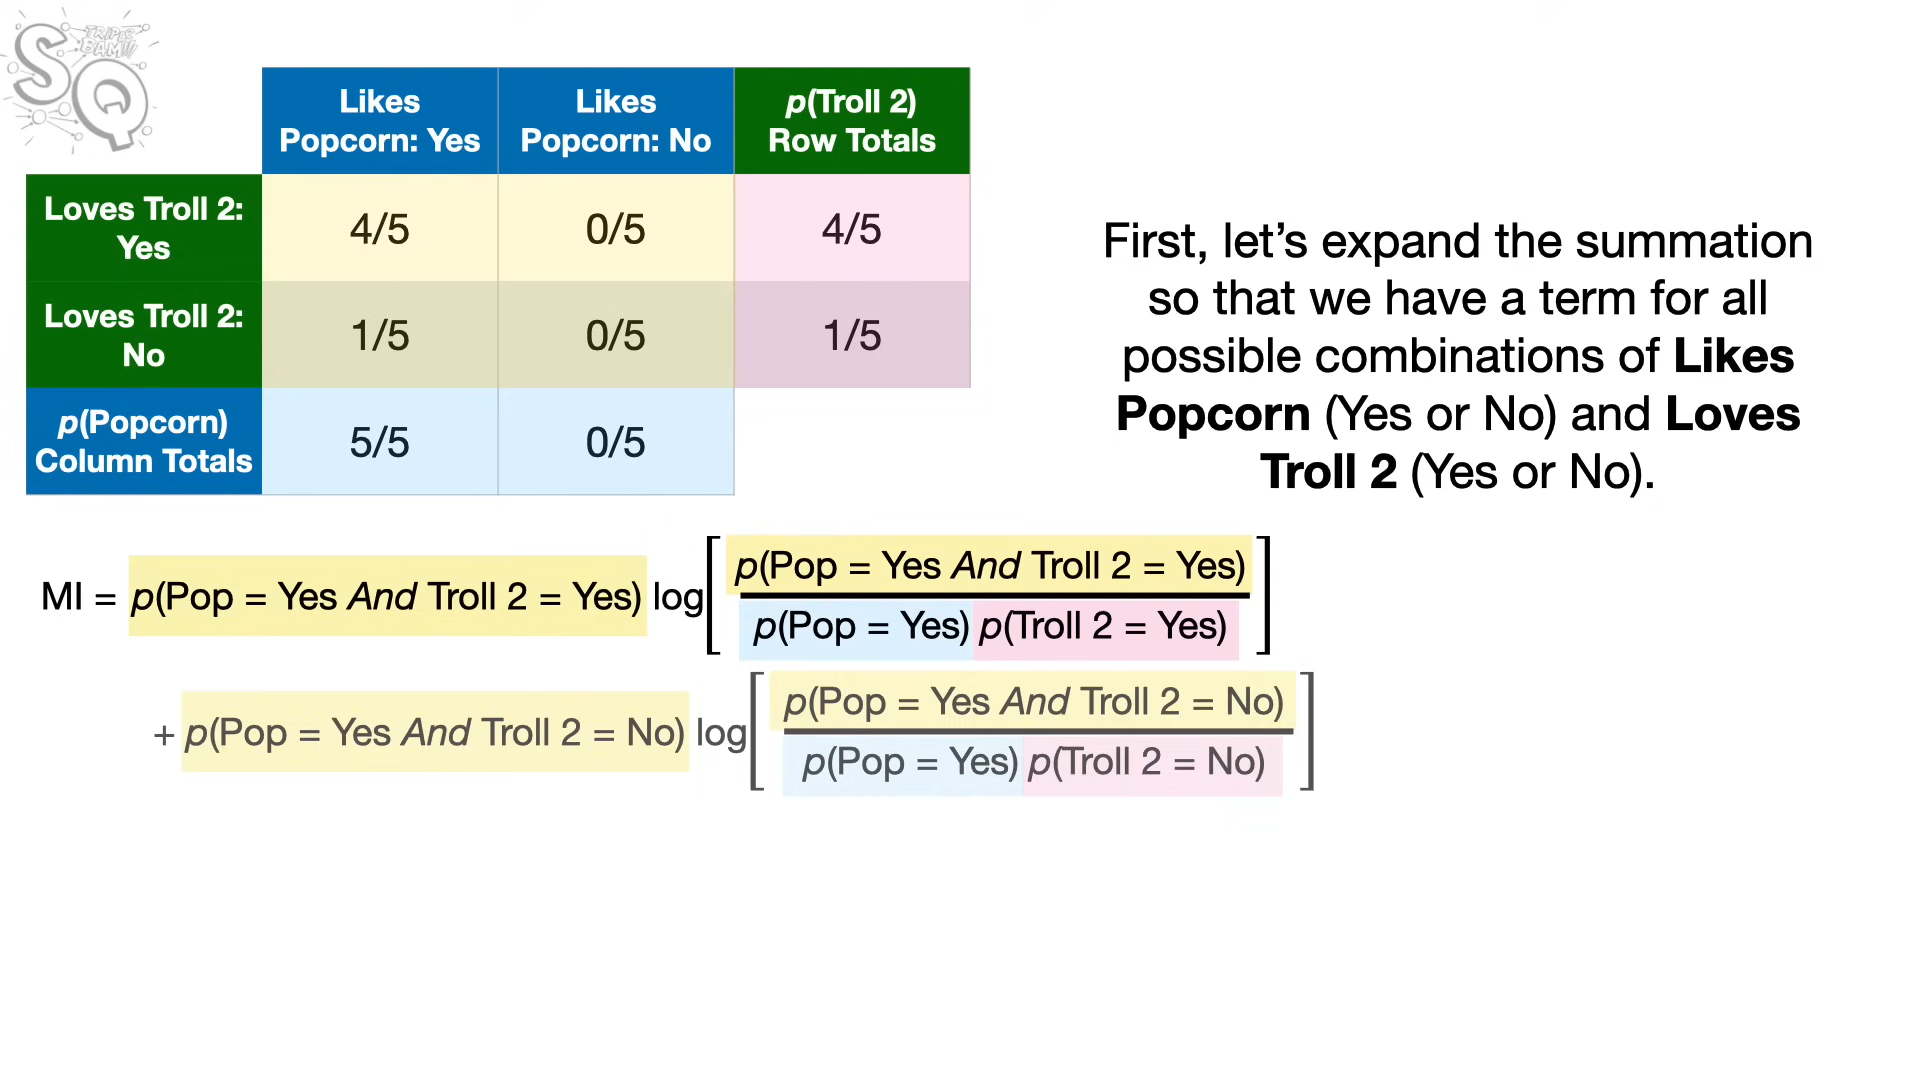 SQ
TRIPLE
BAM!!!
Likes
Popcorn: Yes
Likes
Popcorn: No
p(Troll 2)
Row Totals
Loves Troll 2:
Yes
4/5
0/5
4/5
Loves Troll 2:
No
1/5
0/5
1/5
p(Popcorn)
Column Totals
5/5
0/5
First, let’s expand the summation
so that we have a term for all
possible combinations of Likes
Popcorn (Yes or No) and Loves
Troll 2 (Yes or No).
MI = p(Pop = Yes And Troll 2 = Yes) log[
p(Pop = Yes And Troll 2 = Yes)
p(Pop = Yes) p(Troll 2 = Yes)
]
+ p(Pop = Yes And Troll 2 = No) log[
p(Pop = Yes And Troll 2 = No)
p(Pop = Yes) p(Troll 2 = No)
]